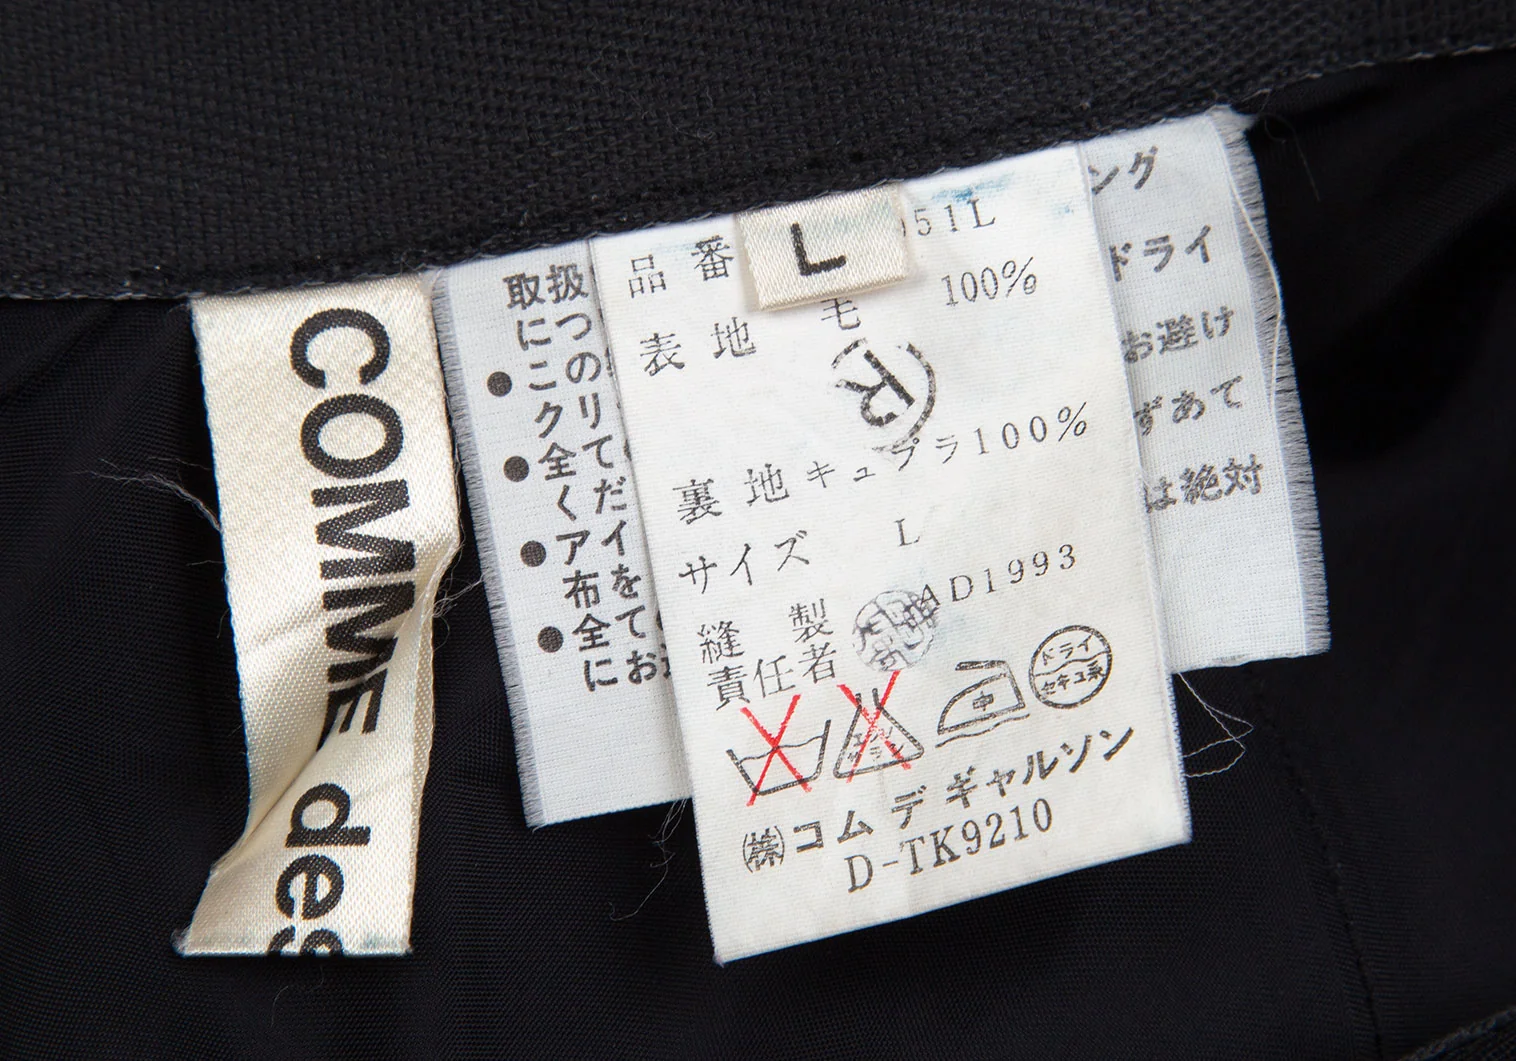 COMME des
L
品番 51L
表地 毛 100%
裏地 キュプラ100%
サイズ L
AD1993
縫製
責任者
中
ドライ
セキユ系
㈱コム デ ギャルソン
D-TK9210
取扱
につ
●この
クリ
●全て
くだ
●アイ
布を
●全て
にお
ング
ドライ
お避け
ずあて
は絶対